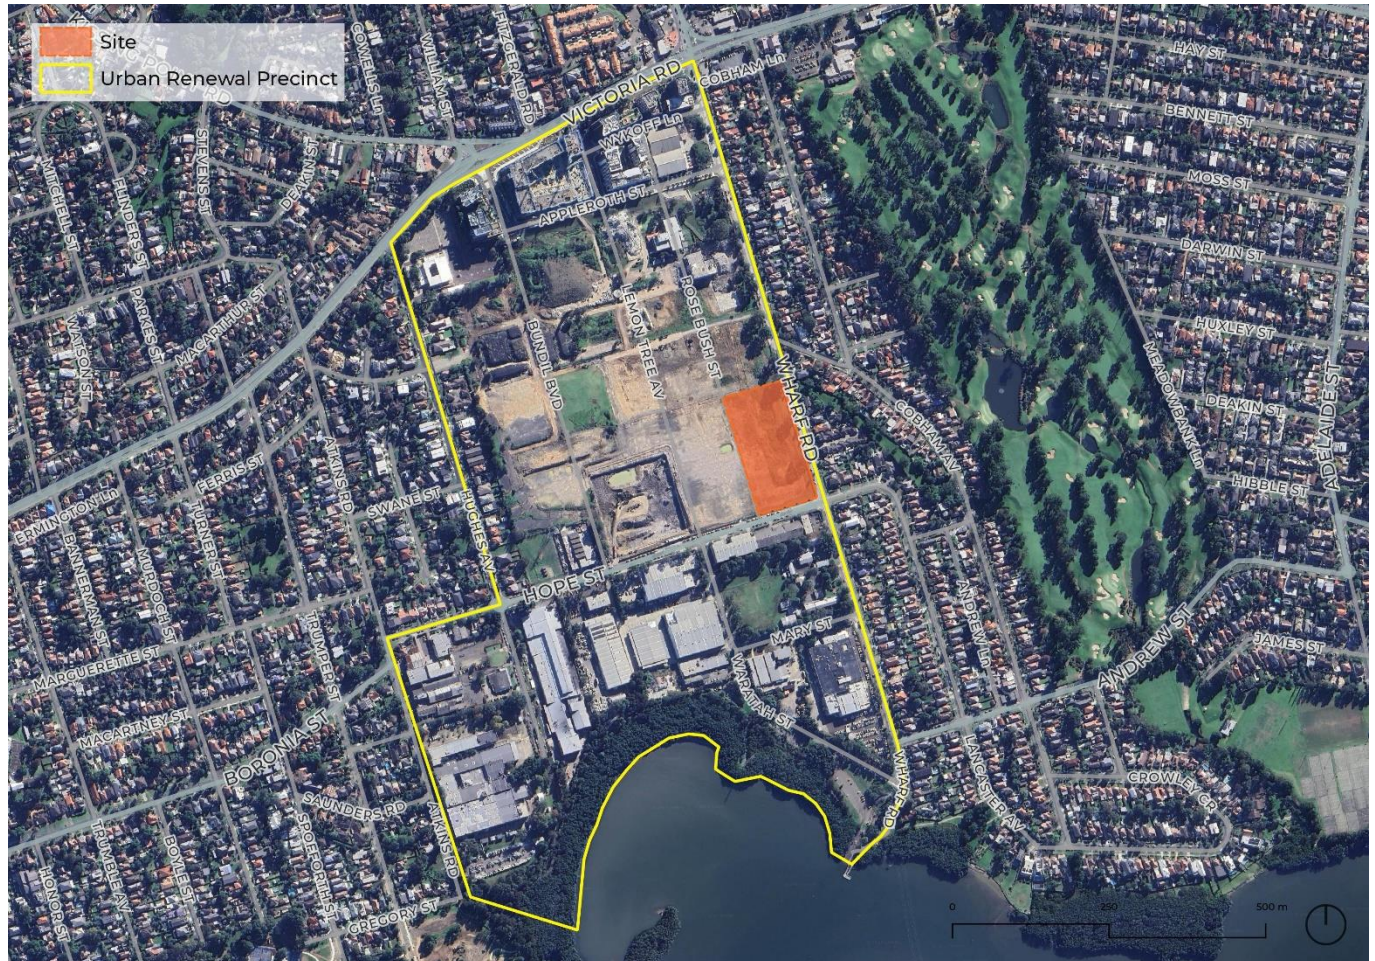 Site
Urban Renewal Precinct
COWELLS LN
WILLIAM ST
FITZGERALD RD
VICTORIA RD
COBHAM LN
WYKOFF LN
HAY ST
BENNETT ST
MOSS ST
DARWIN ST
HUXLEY ST
DEAKIN ST
HIBBLE ST
ADELAIDE ST
MEADOWBANK LN
STEVENS ST
DEAKIN ST
MITCHELL ST
FLINDERS ST
PARKES ST
WATSON ST
MACARTHUR ST
APPLEROTH ST
LEMON TREE AV
ROSE BUSH ST
BUNDIL BVD
WHARF RD
COBHAM AV
ATKINS RD
FERRIS ST
TURNER ST
SWANE ST
HUGHES AV
ERMINGTON LN
BANNERMAN ST
MURDOCH ST
HOPE ST
MARY ST
WARATAH ST
ANDREW LN
ANDREW ST
JAMES ST
MARGUERETTE ST
TRUMPER ST
MACARTNEY ST
BORONIA ST
SAUNDERS RD
SPOFFORTH ST
ATKINS RD
WHARF RD
LANCASTER AV
CROWLEY CR
TRUMBLE AV
BOYLE ST
HONOR ST
GREGORY ST
0
250
500 m